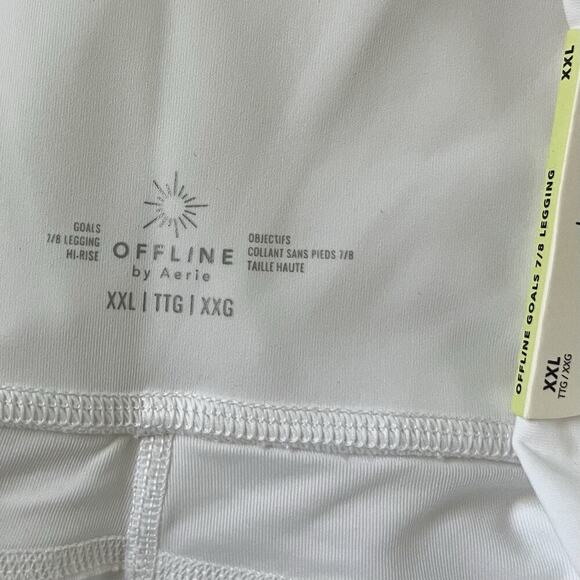 GOALS
7/8 LEGGING
HI-RISE
OFFLINE
by Aerie
OBJECTIFS
COLLANT SANS PIEDS 7/8
TAILLE HAUTE
XXL | TTG | XXG
XXL
OFFLINE GOALS 7/8 LEGGING
XXL
TTG / XXG